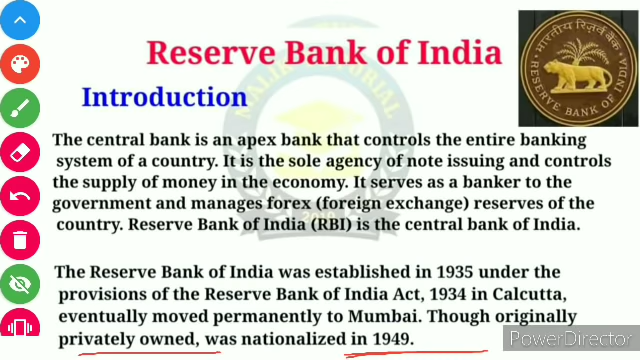 Reserve Bank of India
Introduction
भारतीय रिज़र्व बैंक
RESERVE BANK OF INDIA
The central bank is an apex bank that controls the entire banking
system of a country. It is the sole agency of note issuing and controls
the supply of money in the economy. It serves as a banker to the
government and manages forex (foreign exchange) reserves of the
country. Reserve Bank of India (RBI) is the central bank of India.
The Reserve Bank of India was established in 1935 under the
provisions of the Reserve Bank of India Act, 1934 in Calcutta,
eventually moved permanently to Mumbai. Though originally
privately owned, was nationalized in 1949.
PowerDirector